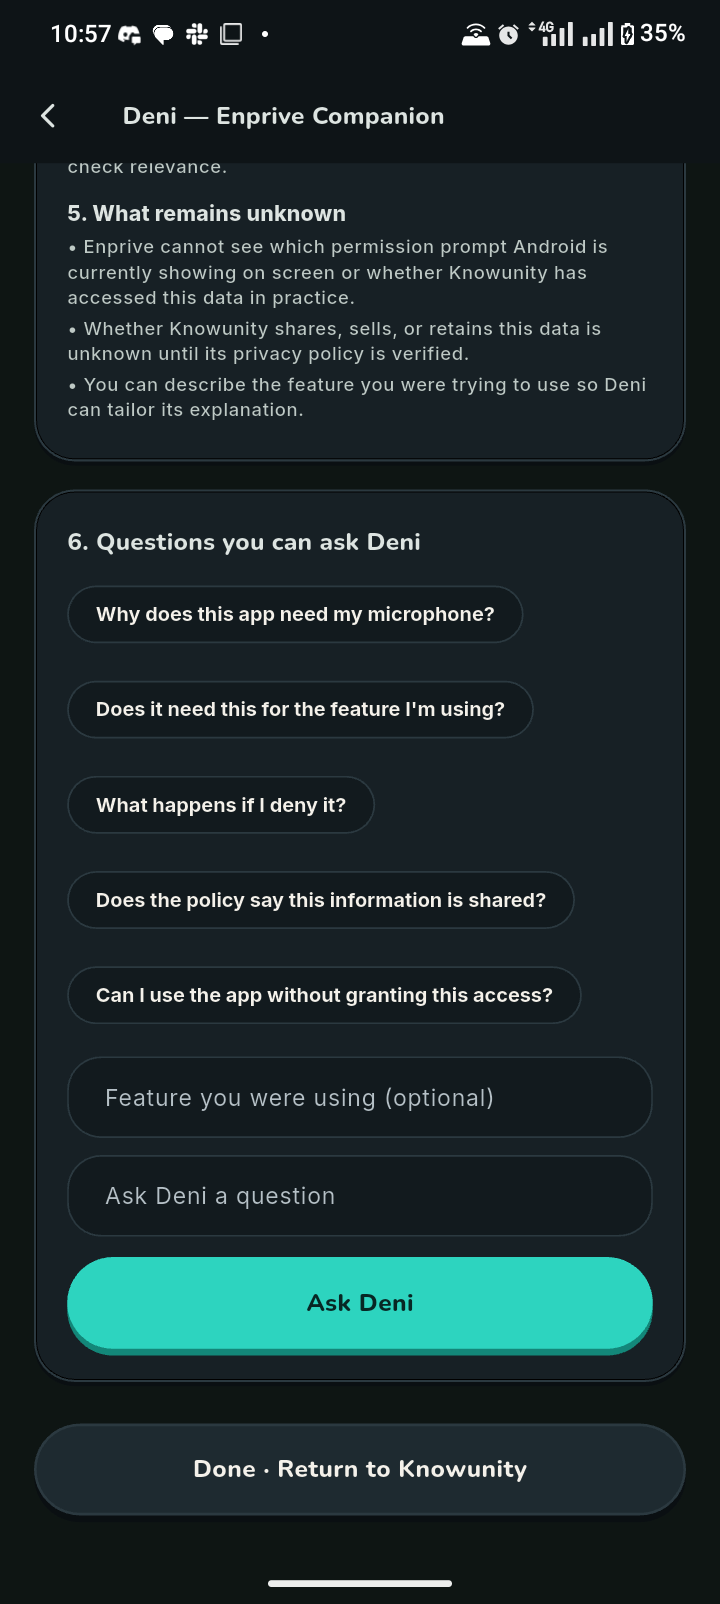 10:57
4G
35%
Deni — Enprive Companion
check relevance.
5. What remains unknown
• Enprive cannot see which permission prompt Android is
currently showing on screen or whether Knowunity has
accessed this data in practice.
• Whether Knowunity shares, sells, or retains this data is
unknown until its privacy policy is verified.
• You can describe the feature you were trying to use so Deni
can tailor its explanation.
6. Questions you can ask Deni
Why does this app need my microphone?
Does it need this for the feature I'm using?
What happens if I deny it?
Does the policy say this information is shared?
Can I use the app without granting this access?
Feature you were using (optional)
Ask Deni a question
Ask Deni
Done · Return to Knowunity